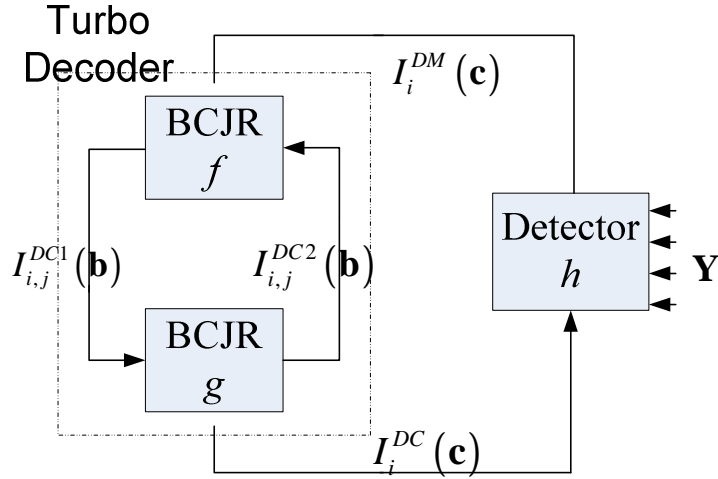 Turbo
Decoder
I_i^{DM}(c)
BCJR
f
Detector
h
I_{i,j}^{DC1}(b)
I_{i,j}^{DC2}(b)
Y
BCJR
g
I_i^{DC}(c)